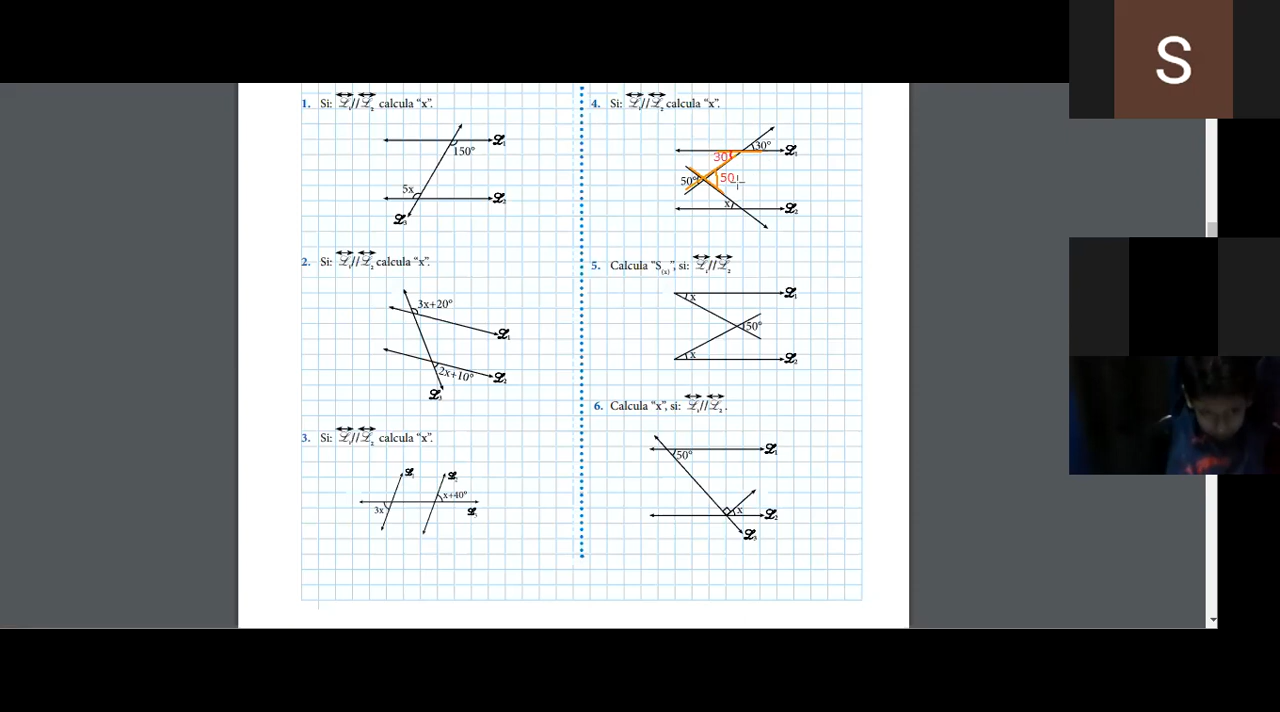 S
1. Si: ℒ₁ // ℒ₂ calcula “x”.
150°
5x
ℒ₁
ℒ₂
ℒ₃
2. Si: ℒ₁ // ℒ₂ calcula “x”.
3x+20°
2x+10°
ℒ₁
ℒ₂
ℒ₃
3. Si: ℒ₁ // ℒ₂ calcula “x”.
ℒ₁
ℒ₂
x+40°
3x
ℒ₃
4. Si: ℒ₁ // ℒ₂ calcula “x”.
30°
30
50°
50
x
ℒ₁
ℒ₂
5. Calcula “S(x)”, si: ℒ₁ // ℒ₂
x
50°
x
ℒ₁
ℒ₂
6. Calcula “x”, si: ℒ₁ // ℒ₂.
50°
x
ℒ₁
ℒ₂
ℒ₃